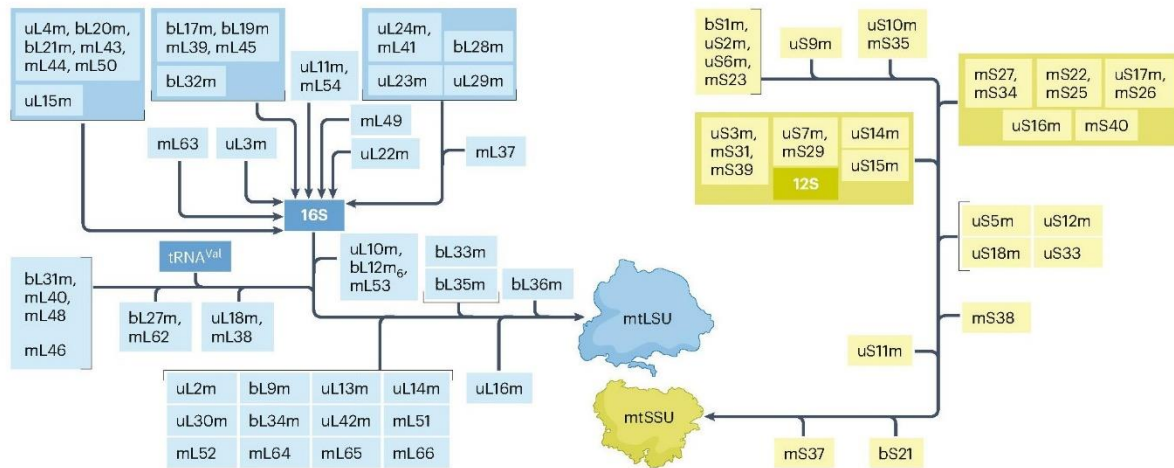 uL4m, bL20m,
bL21m, mL43,
mL44, mL50
uL15m
bL17m, bL19m
mL39, mL45
bL32m
uL11m,
mL54
uL24m,
mL41
bL28m
uL23m
uL29m
mL63
uL3m
mL49
uL22m
mL37
16S
tRNAVal
bL31m,
mL40,
mL48
mL46
bL27m,
mL62
uL18m,
mL38
uL10m,
bL12m6,
mL53
bL33m
bL35m
bL36m
uL2m
bL9m
uL13m
uL14m
uL30m
bL34m
uL42m
mL51
mL52
mL64
mL65
mL66
uL16m
mtLSU
bS1m,
uS2m,
uS6m,
mS23
uS9m
uS10m
mS35
mS27,
mS34
mS22,
mS25
uS17m,
mS26
uS16m
mS40
uS3m,
mS31,
mS39
uS7m,
mS29
12S
uS14m
uS15m
uS5m
uS12m
uS18m
uS33
mS38
uS11m
mtSSU
mS37
bS21